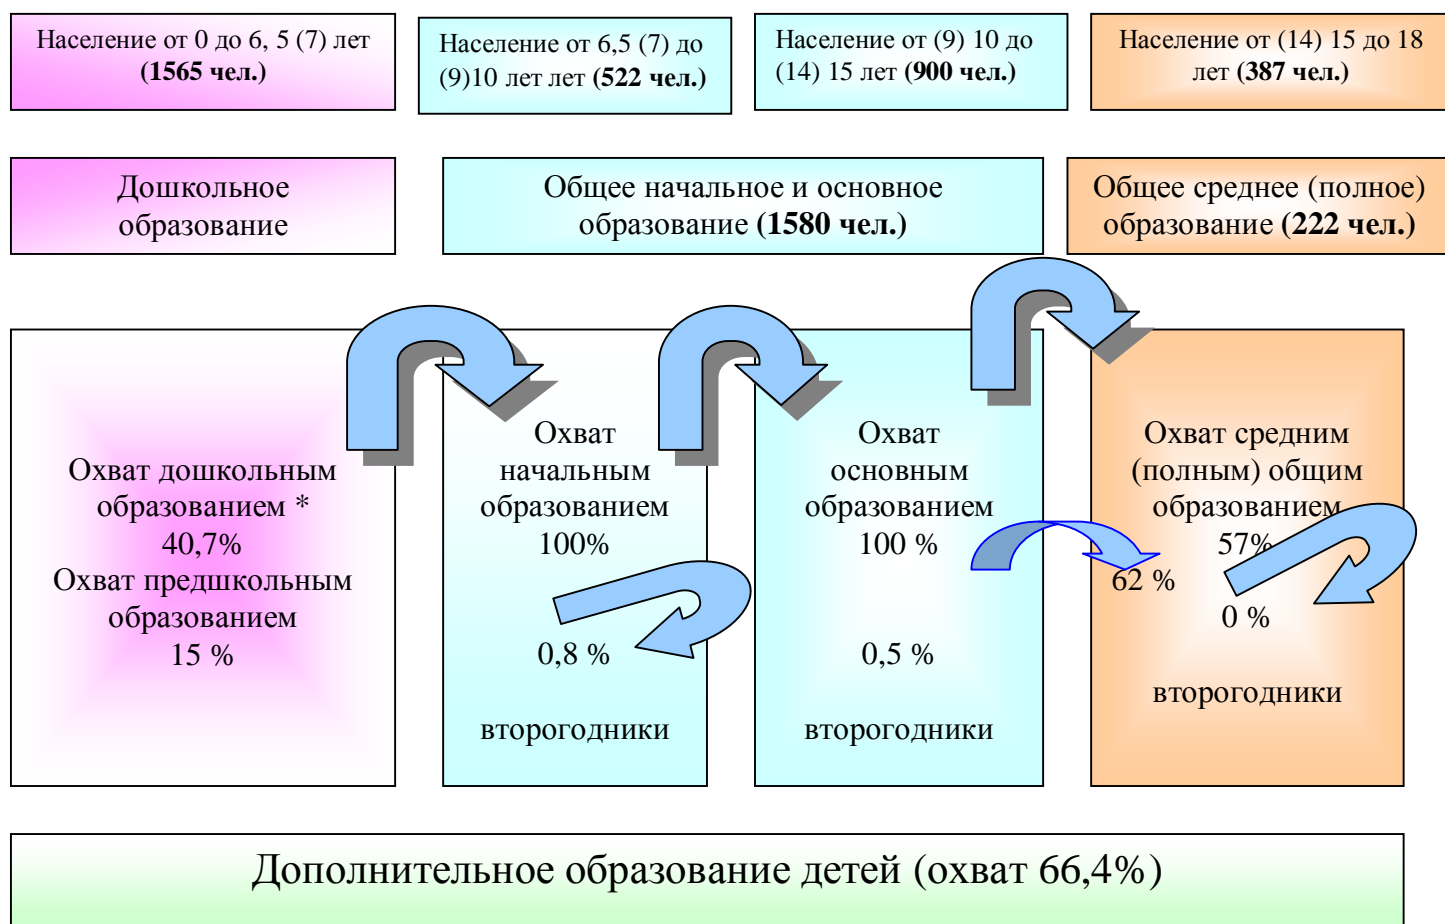 Население от 0 до 6, 5 (7) лет
(1565 чел.)
Население от 6,5 (7) до
(9)10 лет лет (522 чел.)
Население от (9) 10 до
(14) 15 лет (900 чел.)
Население от (14) 15 до 18
лет (387 чел.)
Дошкольное
образование
Общее начальное и основное
образование (1580 чел.)
Общее среднее (полное)
образование (222 чел.)
Охват дошкольным
образованием *
40,7%
Охват предшкольным
образованием
15 %
Охват
начальным
образованием
100%
0,8 %
второгодники
Охват
основным
образованием
100 %
0,5 %
второгодники
Охват средним
(полным) общим
образованием
57%
62 %
0 %
второгодники
Дополнительное образование детей (охват 66,4%)